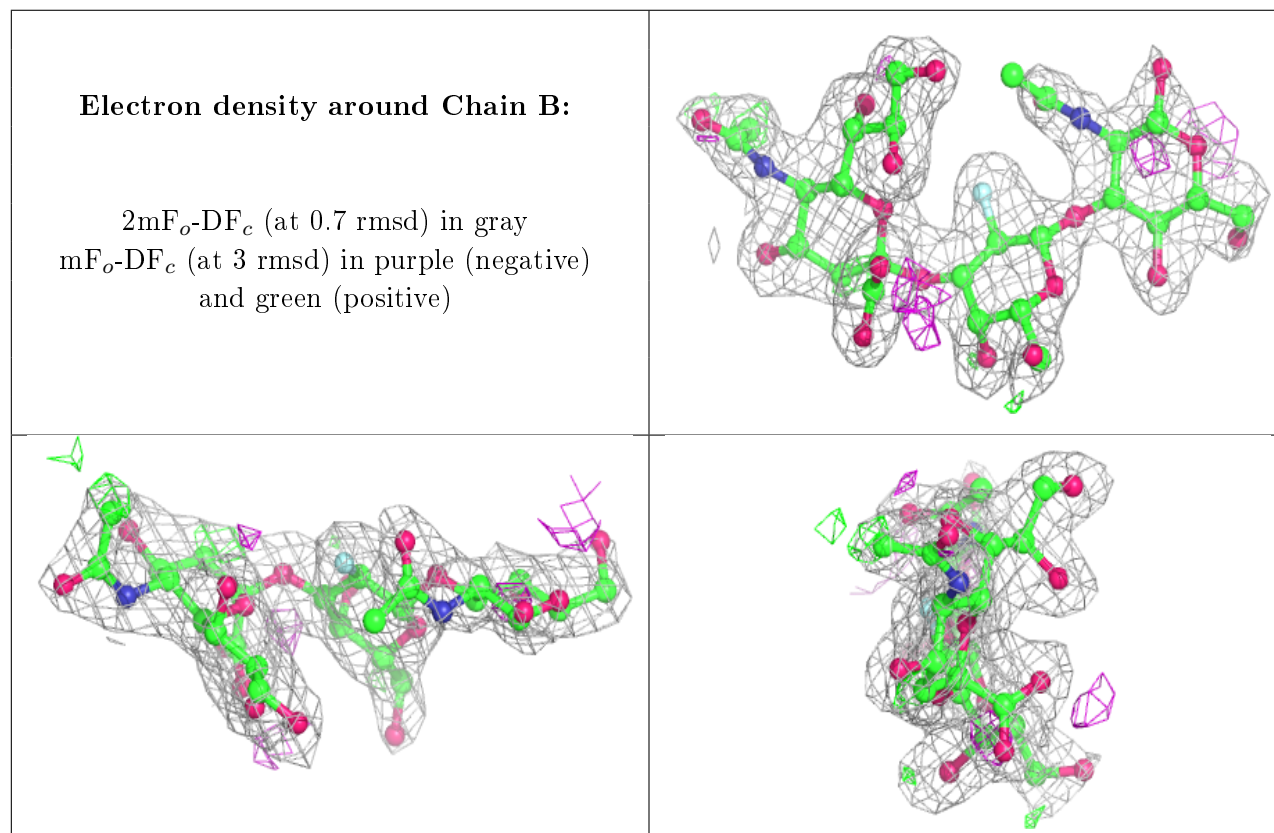 Electron density around Chain B:
2mFo-DFc (at 0.7 rmsd) in gray
mFo-DFc (at 3 rmsd) in purple (negative)
and green (positive)